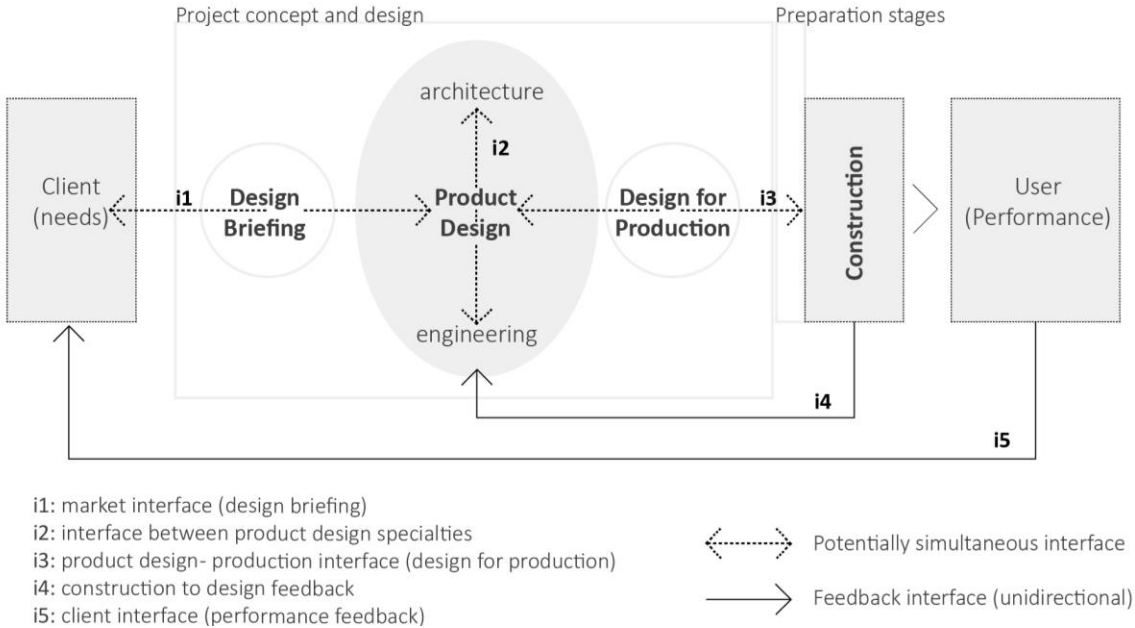 Project concept and design
Preparation stages
architecture
i2
Client
(needs)
i1
Design
Briefing
Product
Design
Design for
Production
i3
Construction
User
(Performance)
engineering
i4
i5
i1: market interface (design briefing)
i2: interface between product design specialties
i3: product design- production interface (design for production)
i4: construction to design feedback
i5: client interface (performance feedback)
Potentially simultaneous interface
Feedback interface (unidirectional)